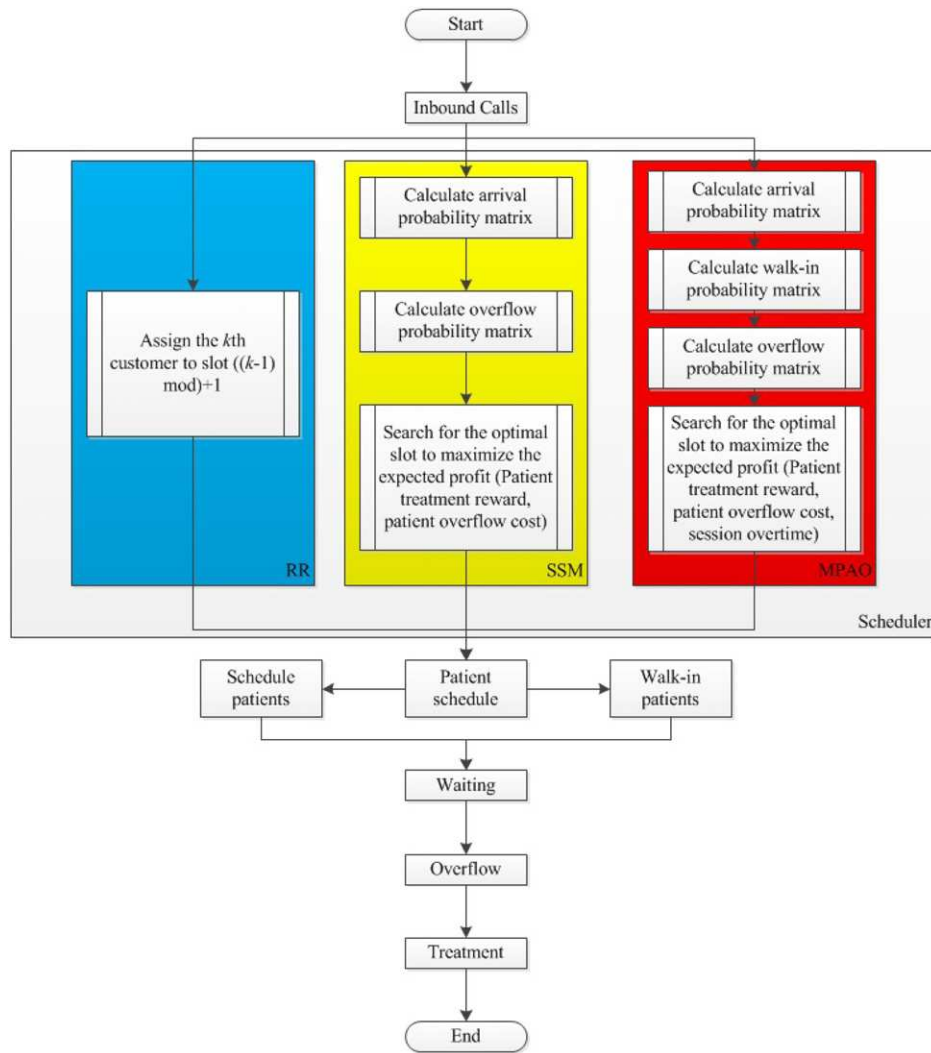 Start
Inbound Calls
Assign the kth
customer to slot ((k-1)
mod)+1
RR
Calculate arrival
probability matrix
Calculate overflow
probability matrix
Search for the optimal
slot to maximize the
expected profit (Patient
treatment reward,
patient overflow cost)
SSM
Calculate arrival
probability matrix
Calculate walk-in
probability matrix
Calculate overflow
probability matrix
Search for the optimal
slot to maximize the
expected profit (Patient
treatment reward,
patient overflow cost,
session overtime)
MPAO
Scheduler
Schedule
patients
Patient
schedule
Walk-in
patients
Waiting
Overflow
Treatment
End